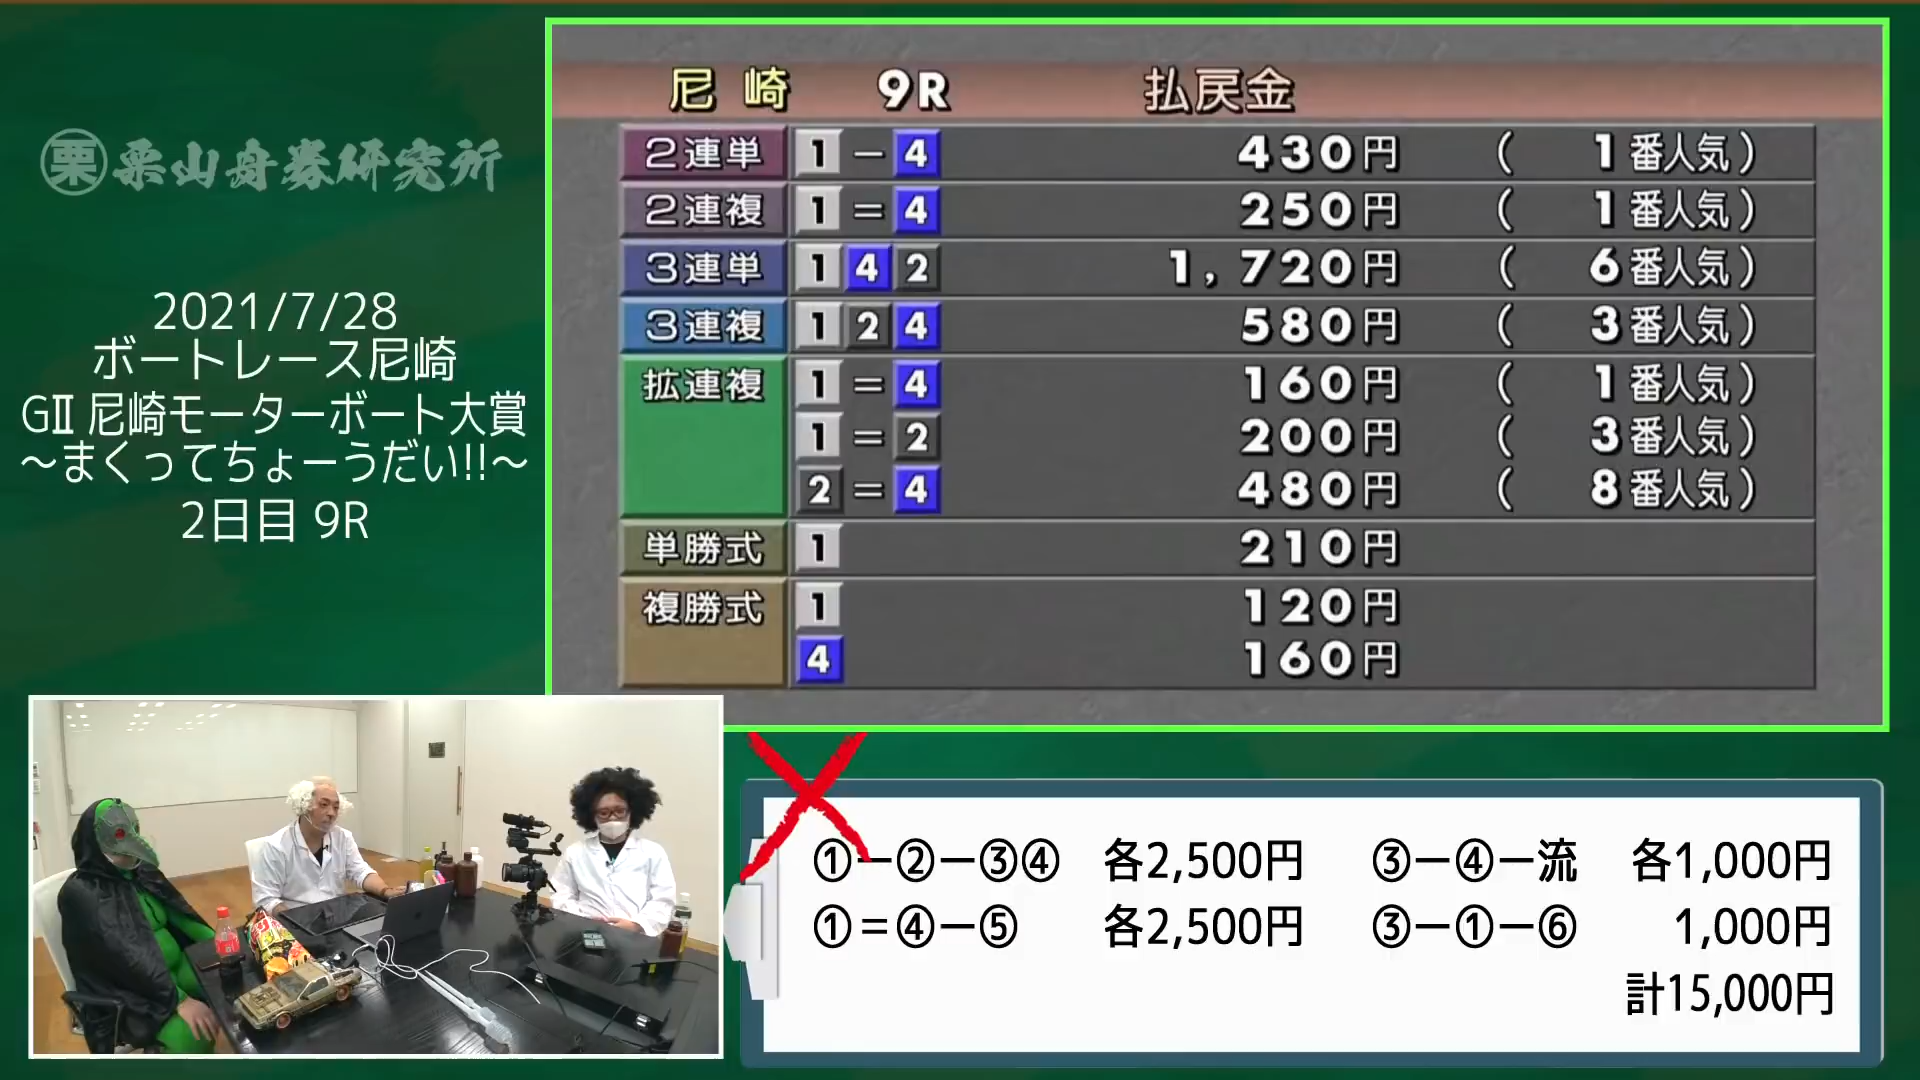 栗 栗山舟券研究所
2021/7/28
ボートレース尼崎
GⅡ 尼崎モーターボート大賞
～まくってちょーうだい!!～
2日目 9R
尼崎 9R 払戻金
2連単 1 － 4 430円 ( 1番人気)
2連複 1 = 4 250円 ( 1番人気)
3連単 1 4 2 1,720円 ( 6番人気)
3連複 1 2 4 580円 ( 3番人気)
拡連複 1 = 4 160円 ( 1番人気)
1 = 2 200円 ( 3番人気)
2 = 4 480円 ( 8番人気)
単勝式 1 210円
複勝式 1 120円
4 160円
①－②－③④ 各2,500円 ③－④－流 各1,000円
①＝④－⑤ 各2,500円 ③－①－⑥ 1,000円
計15,000円